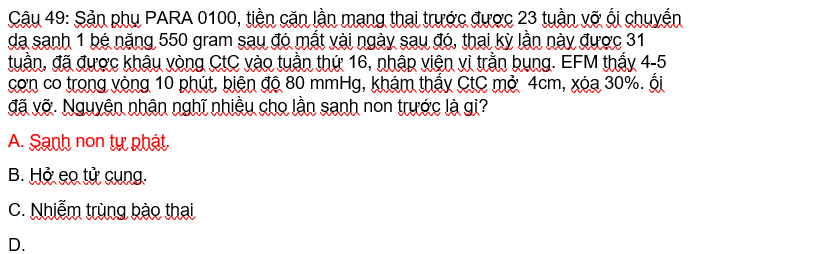 Câu 49: Sản phụ PARA 0100, tiền căn lần mang thai trước được 23 tuần vỡ ối chuyển
dạ sanh 1 bé nặng 550 gram sau đó mất vài ngày sau đó, thai kỳ lần này được 31
tuần, đã được khâu vòng CtC vào tuần thứ 16, nhập viện vì trằn bụng. EFM thấy 4-5
cơn co trong vòng 10 phút, biên độ 80 mmHg, khám thấy CtC mở 4cm, xóa 30%. ối
đã vỡ. Nguyên nhân nghĩ nhiều cho lần sanh non trước là gì?
A. Sanh non tự phát.
B. Hở eo tử cung.
C. Nhiễm trùng bào thai
D.